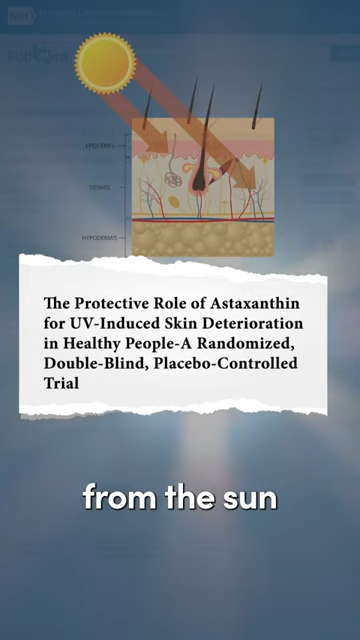 NIH
EPIDERMIS
DERMIS
HYPODERMIS
The Protective Role of Astaxanthin
for UV-Induced Skin Deterioration
in Healthy People-A Randomized,
Double-Blind, Placebo-Controlled
Trial
from the sun